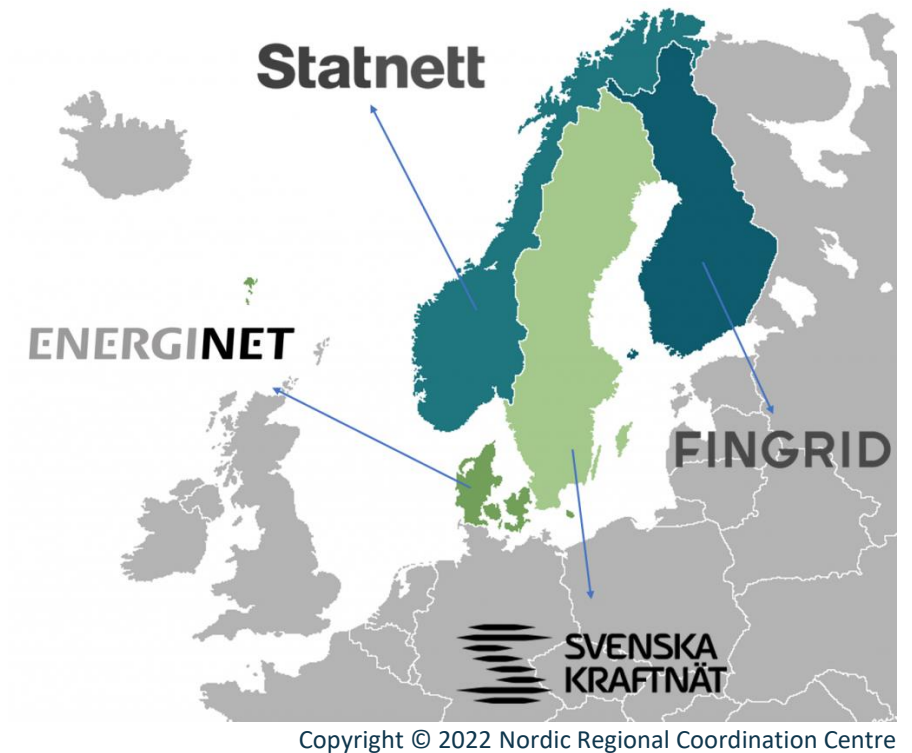 Statnett
ENERGINET
FINGRID
SVENSKA
KRAFTNÄT
Copyright © 2022 Nordic Regional Coordination Centre